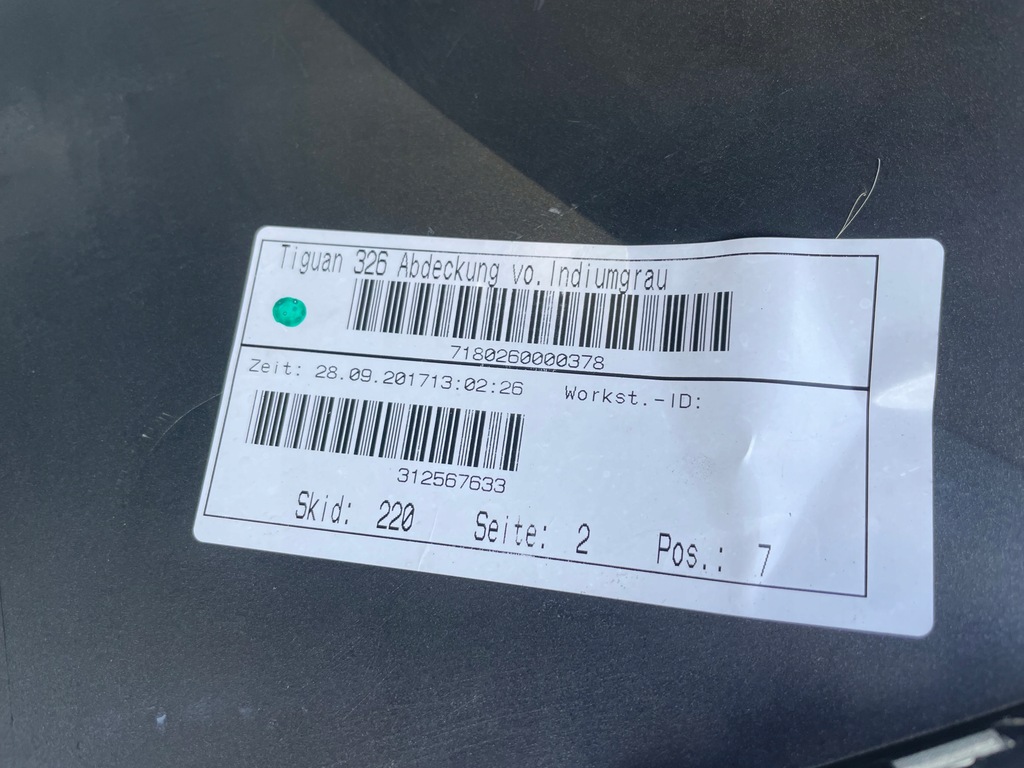 Tiguan 326 Abdeckung vo.Indiumgrau
7180260000378
Zeit: 28.09.201713:02:26 Workst.-ID:
312567633
Skid: 220 Seite: 2 Pos.: 7